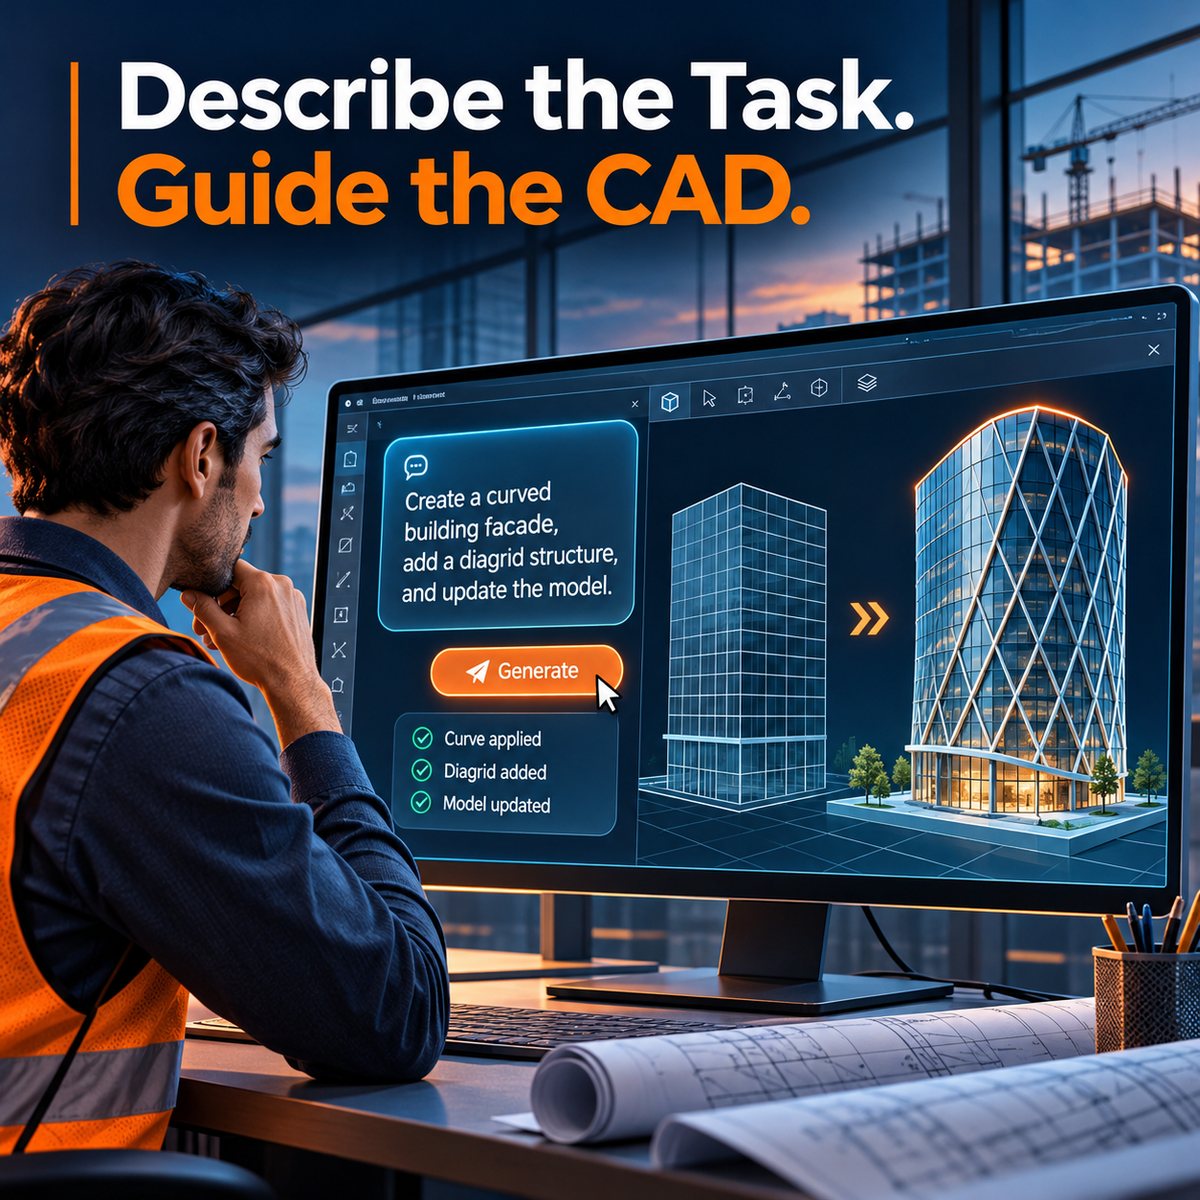 Describe the Task.
Guide the CAD.
Create a curved
building facade,
add a diagrid structure,
and update the model.
Generate
Curve applied
Diagrid added
Model updated